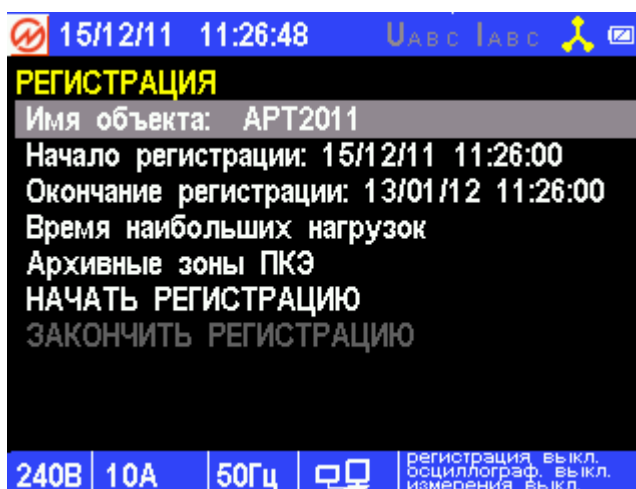 15/12/11 11:26:48 UABC IABC
РЕГИСТРАЦИЯ
Имя объекта: АРТ2011
Начало регистрации: 15/12/11 11:26:00
Окончание регистрации: 13/01/12 11:26:00
Время наибольших нагрузок
Архивные зоны ПКЭ
НАЧАТЬ РЕГИСТРАЦИЮ
ЗАКОНЧИТЬ РЕГИСТРАЦИЮ
240В 10А 50Гц
регистрация выкл.
осциллограф. выкл.
измерения выкл